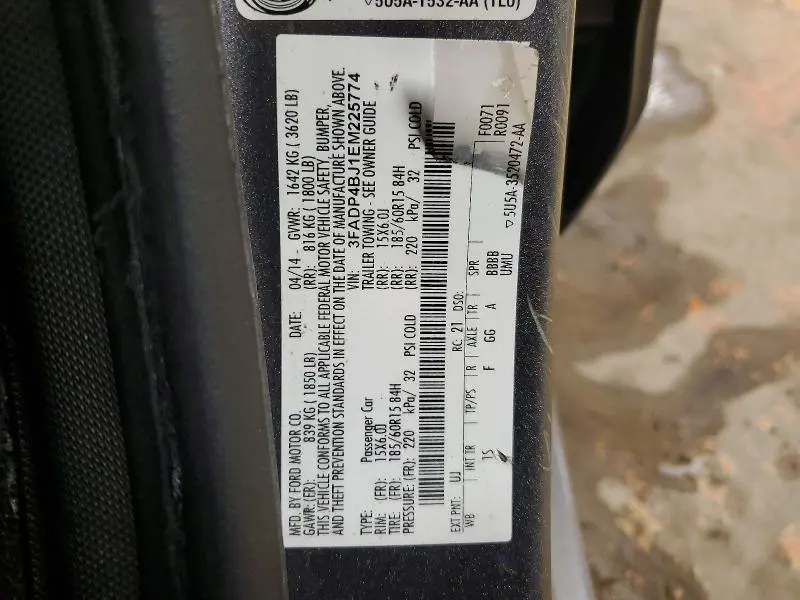 5U5A-1532-AA (TLU)
MFD BY FORD MOTOR CO. DATE: 04/14 GVWR: 1642 KG ( 3620 LB)
GAWR: (FR): 839 KG ( 1850 LB) (RR): 816 KG ( 1800 LB)
THIS VEHICLE CONFORMS TO ALL APPLICABLE FEDERAL MOTOR VEHICLE SAFETY, BUMPER,
AND THEFT PREVENTION STANDARDS IN EFFECT ON THE DATE OF MANUFACTURE SHOWN ABOVE.
VIN: 3FADP4BJ1EM225774
TYPE: Passenger Car TRAILER TOWING - SEE OWNER GUIDE
RIM: (FR): 15X6.0J (RR): 15X6.0J
TIRE: (FR): 185/60R15 84H (RR): 185/60R15 84H
PRESSURE: (FR): 220 kPa/ 32 PSI COLD (RR): 220 kPa/ 32 PSI COLD
EXT PNT: UJ RC: 21 DSO: F0071
R0091
WB INT TR TP/PS R AXLE TR SPR
JS F GG A BBBB
UMU
5U5A-3520472-AA